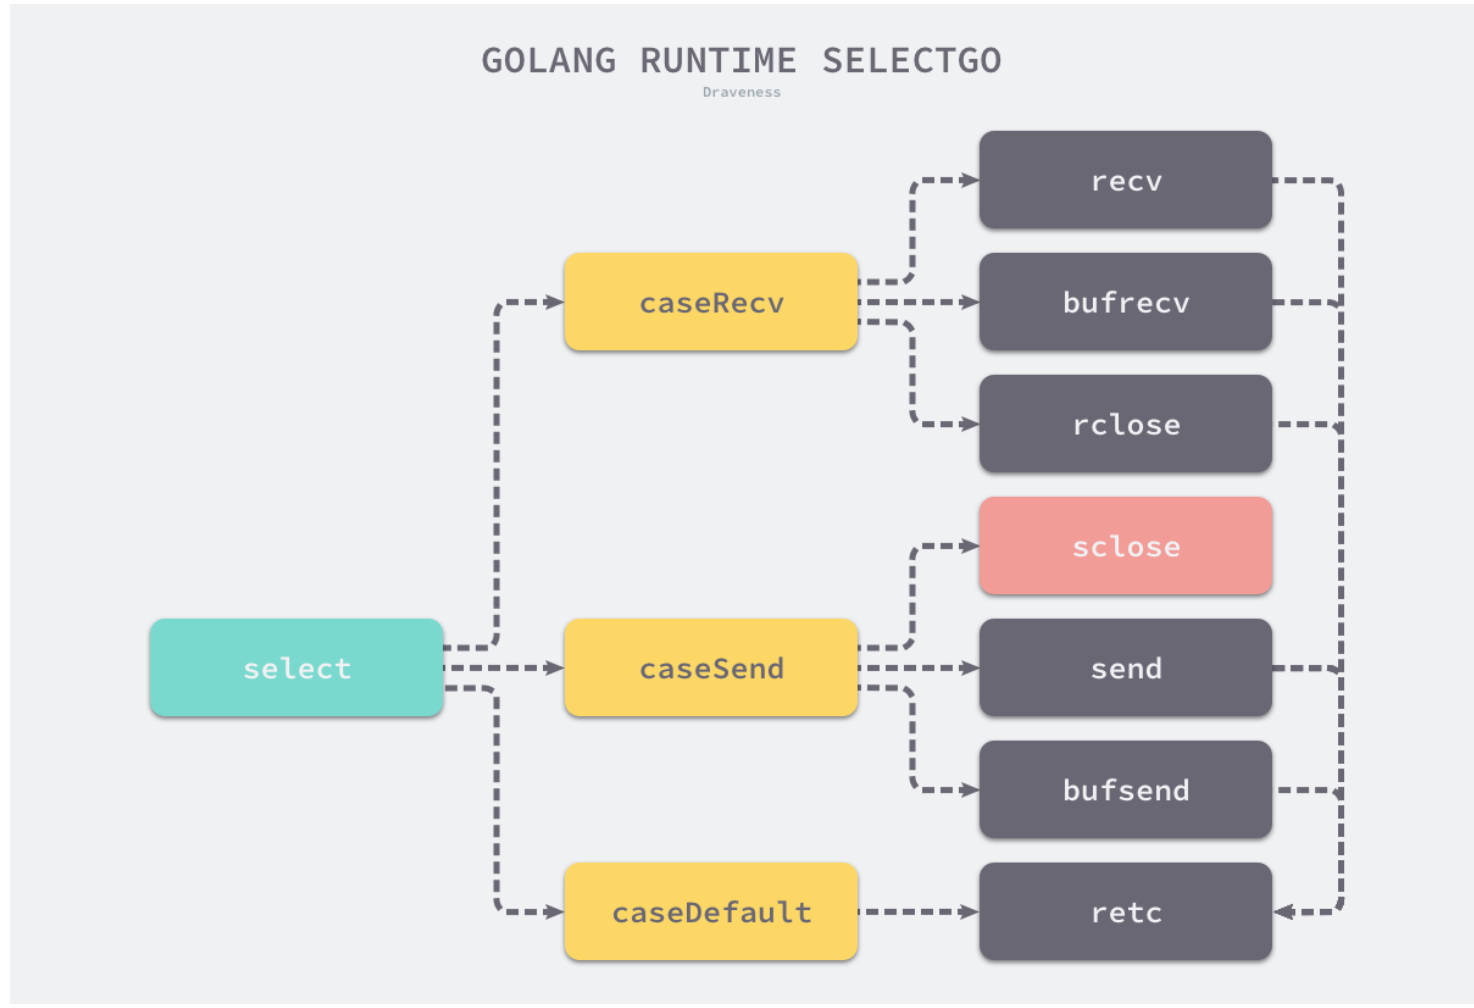 GOLANG RUNTIME SELECTGO
Draveness
recv
caseRecv
bufrecv
rclose
sclose
select
caseSend
send
bufsend
caseDefault
retc